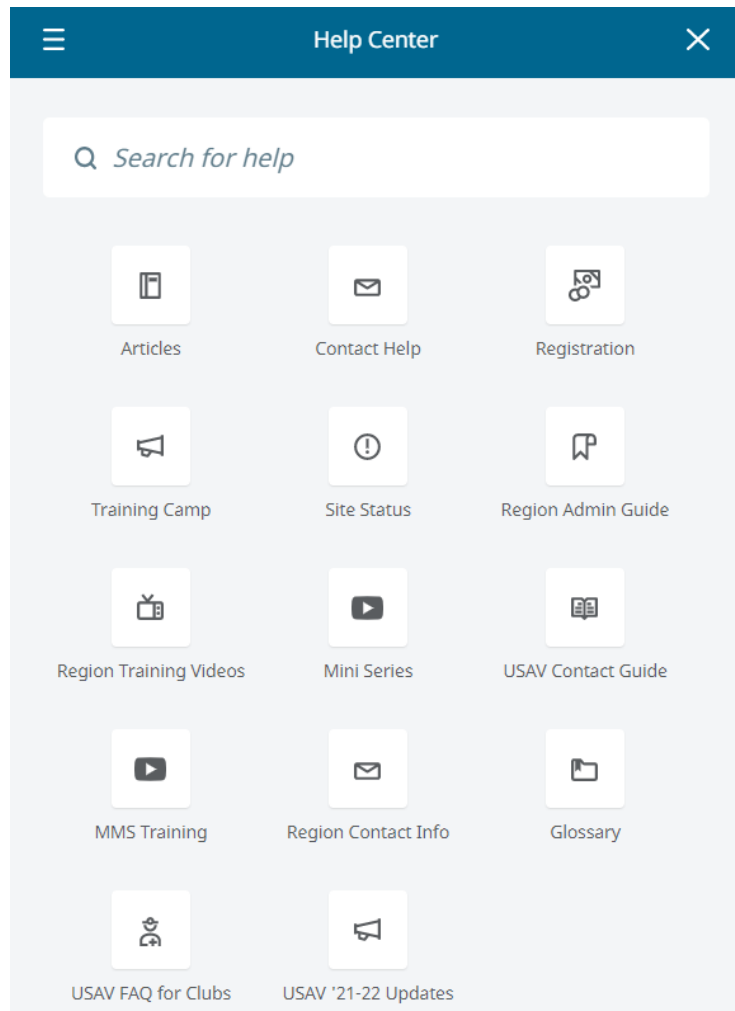 Help Center
Search for help
Articles
Contact Help
Registration
Training Camp
Site Status
Region Admin Guide
Region Training Videos
Mini Series
USAV Contact Guide
MMS Training
Region Contact Info
Glossary
USAV FAQ for Clubs
USAV '21-22 Updates